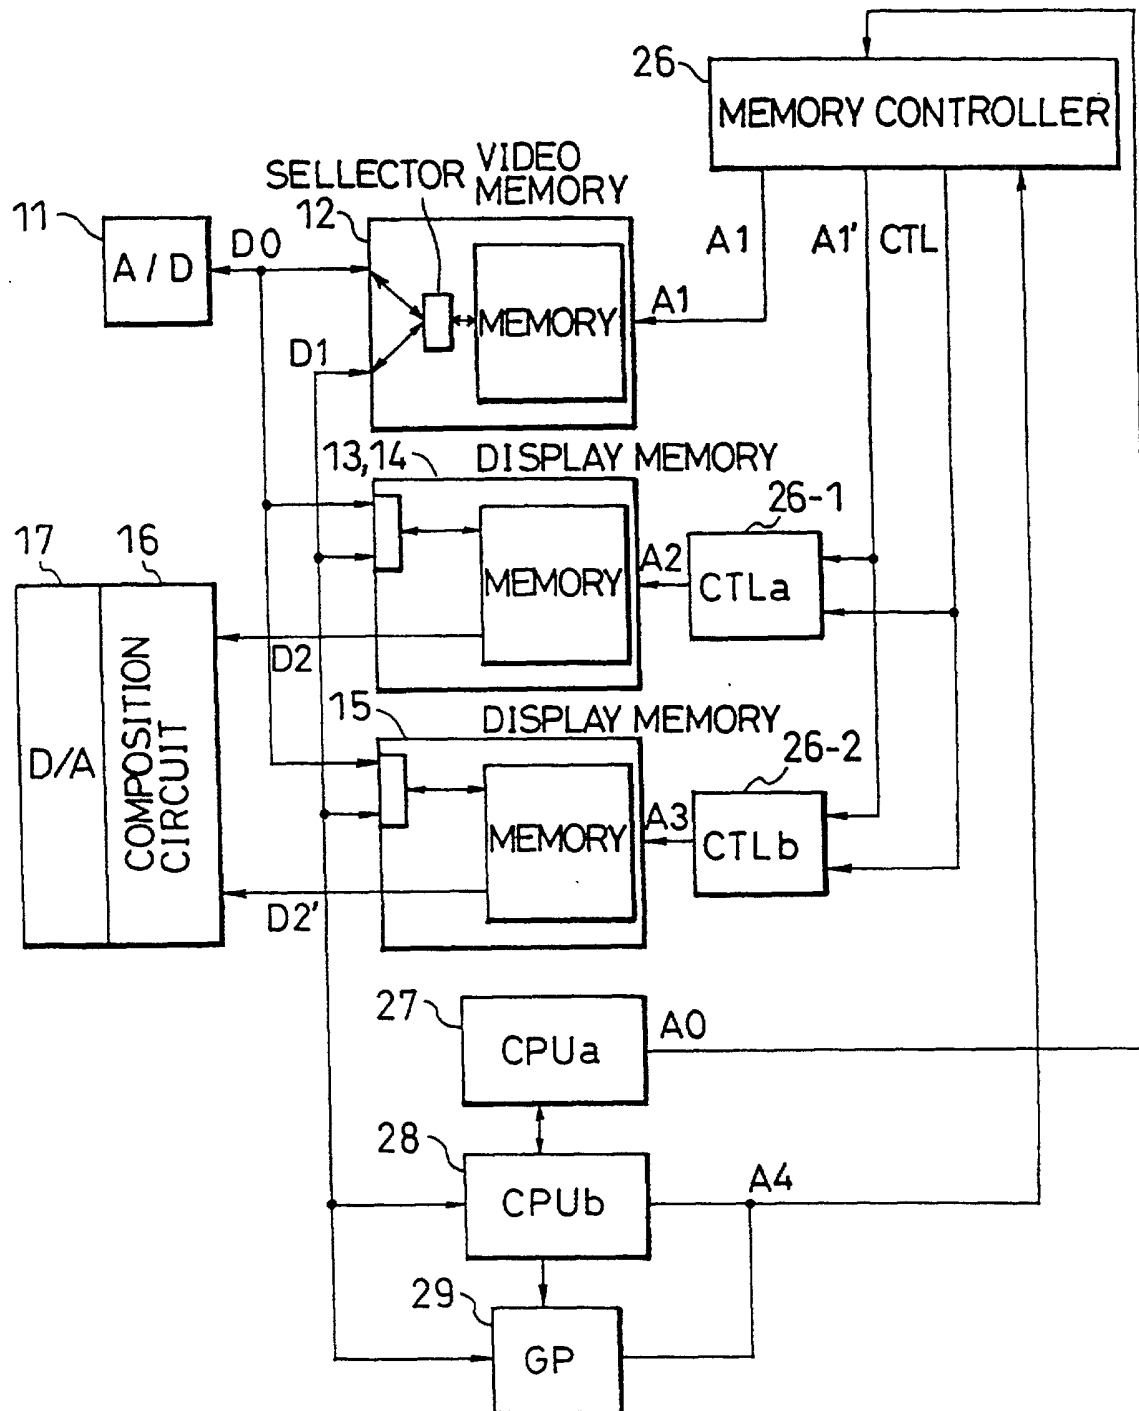 26
MEMORY CONTROLLER
SELLECTOR
VIDEO
MEMORY
11
12
A/D
D0
MEMORY
A1
A1
A1'
CTL
D1
13,14
DISPLAY MEMORY
26-1
17
16
MEMORY
A2
CTLa
D2
D/A
COMPOSITION
CIRCUIT
15
DISPLAY MEMORY
26-2
MEMORY
A3
CTLb
D2'
27
CPUa
A0
28
CPUb
A4
29
GP